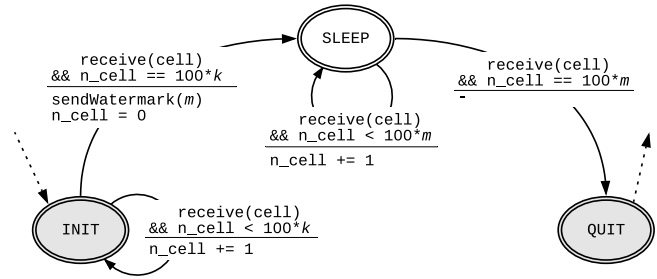 SLEEP
receive(cell)
&& n_cell == 100*k
sendWatermark(m)
n_cell = 0
receive(cell)
&& n_cell == 100*m
-
receive(cell)
&& n_cell < 100*m
n_cell += 1
INIT
receive(cell)
&& n_cell < 100*k
n_cell += 1
QUIT